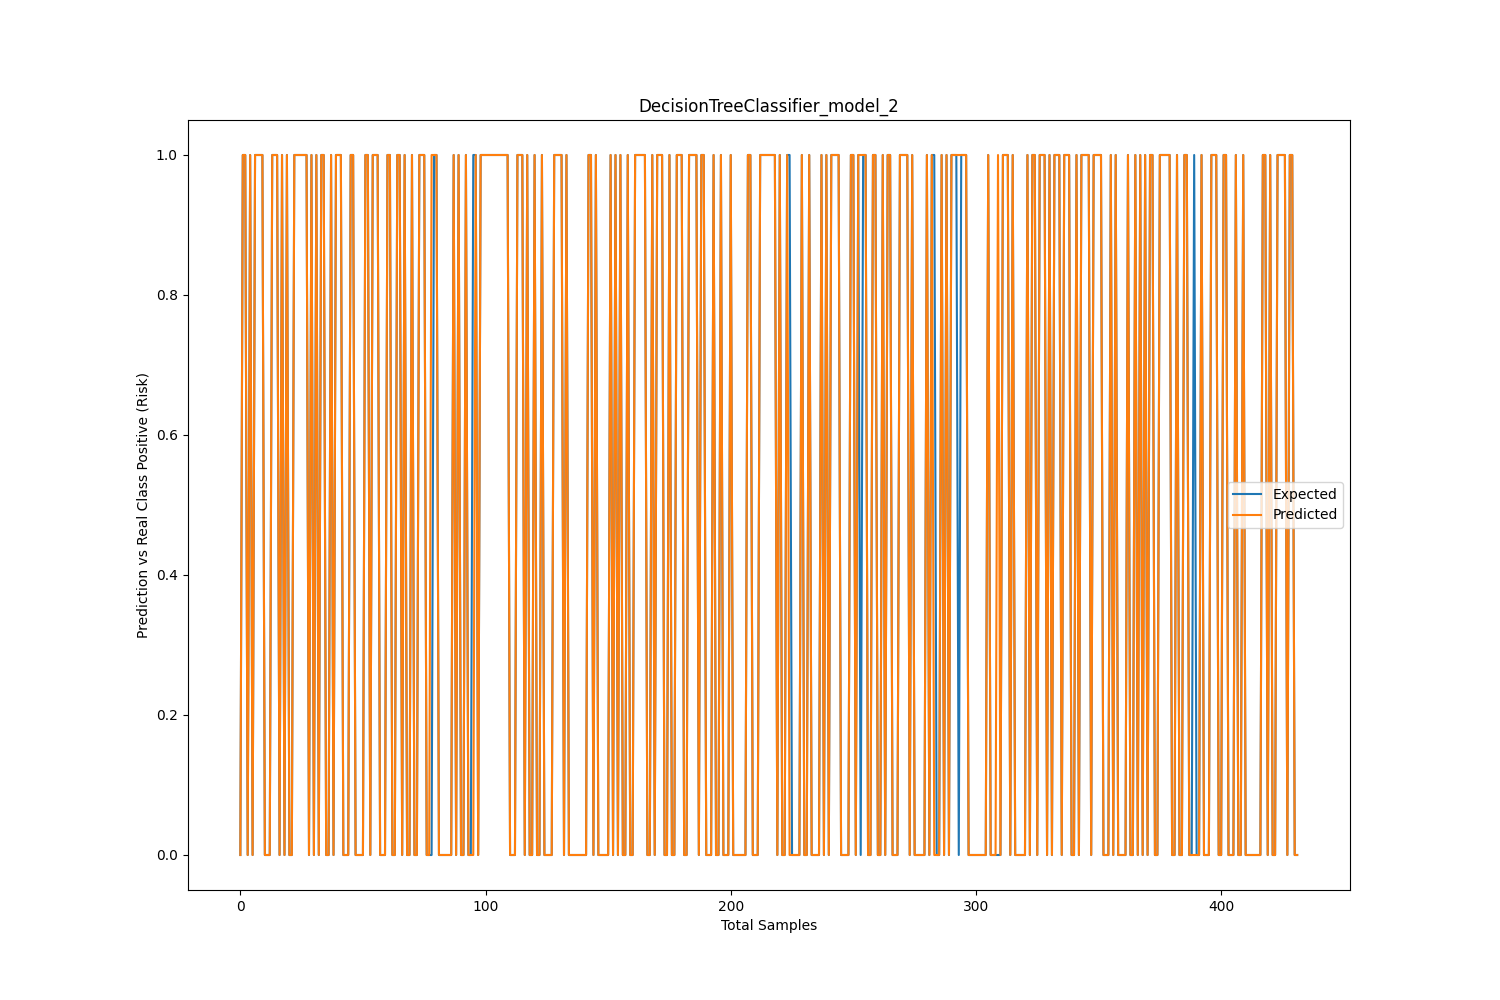 DecisionTreeClassifier_model_2
1.0
0.8
0.6
0.4
0.2
0.0
Prediction vs Real Class Positive (Risk)
Expected
Predicted
0
100
200
300
400
Total Samples